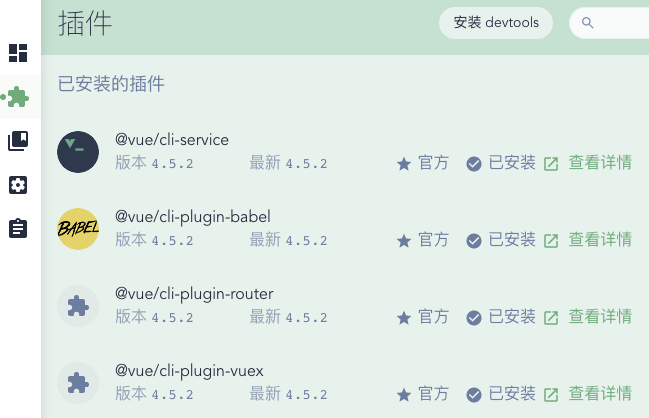 插件
安装 devtools
已安装的插件
@vue/cli-service
版本 4.5.2 最新 4.5.2 官方 已安装 查看详情
BABEL
@vue/cli-plugin-babel
版本 4.5.2 最新 4.5.2 官方 已安装 查看详情
@vue/cli-plugin-router
版本 4.5.2 最新 4.5.2 官方 已安装 查看详情
@vue/cli-plugin-vuex
版本 4.5.2 最新 4.5.2 官方 已安装 查看详情